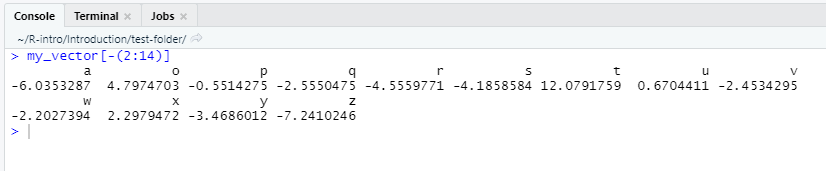 Console Terminal × Jobs ×
~/R-intro/Introduction/test-folder/
> my_vector[-(2:14)]
a o p q r s t u v
-6.0353287 4.7974703 -0.5514275 -2.5550475 -4.5559771 -4.1858584 12.0791759 0.6704411 -2.4534295
w x y z
-2.2027394 2.2979472 -3.4686012 -7.2410246
>